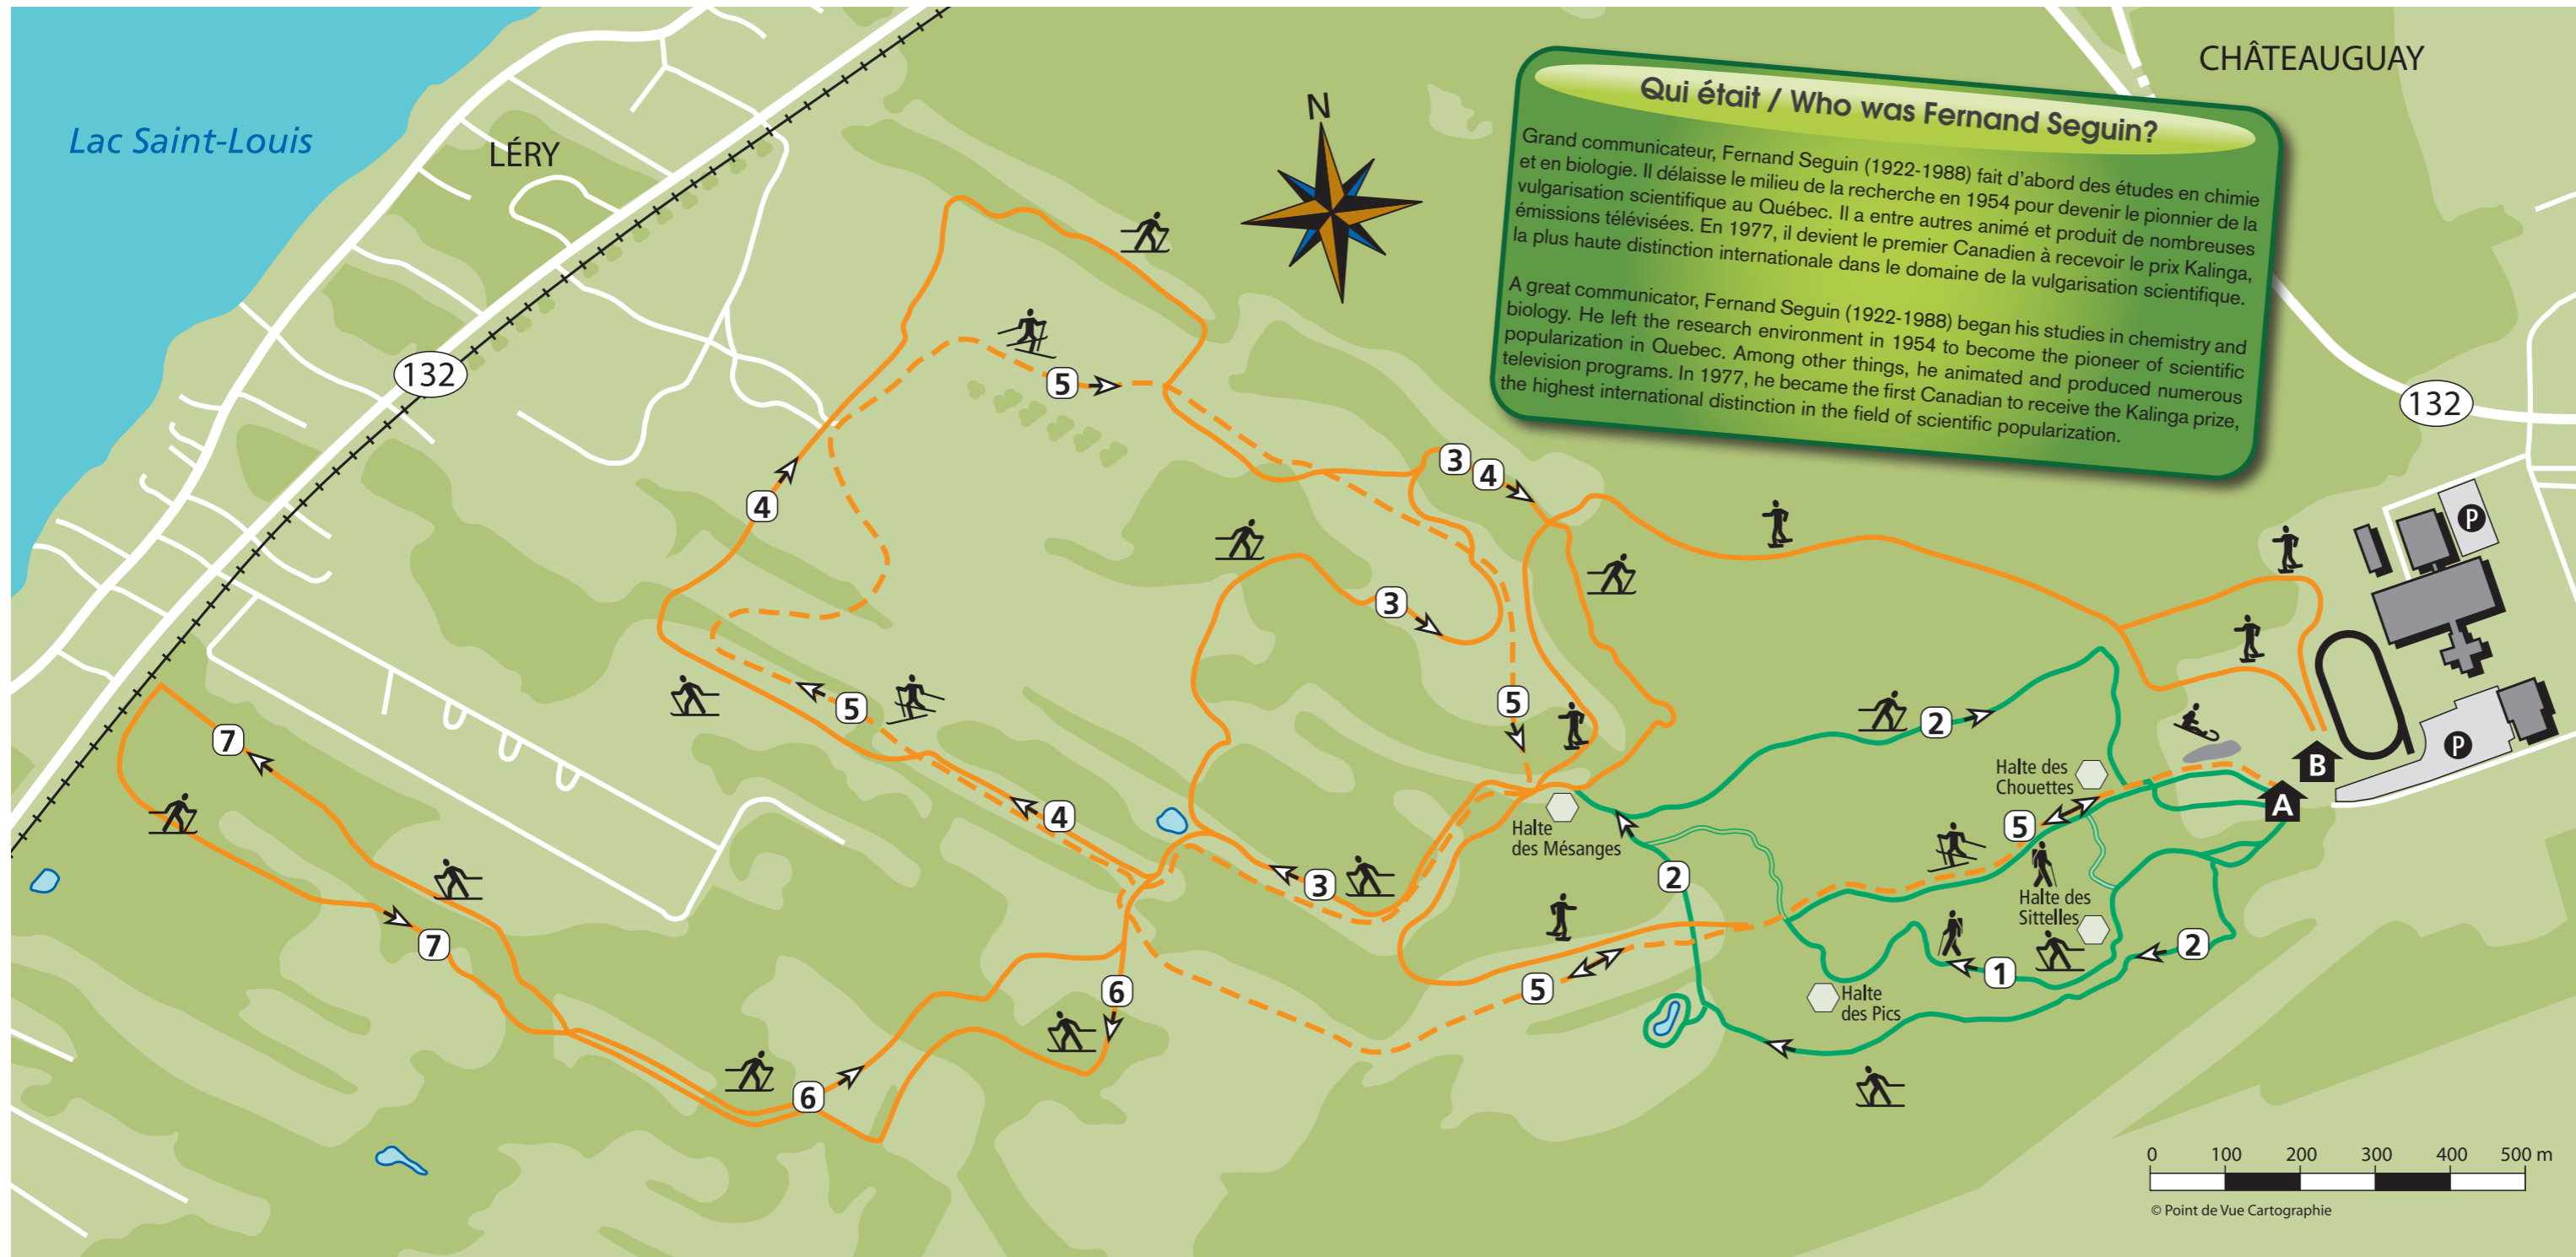 CHÂTEAUGUAY
Lac Saint-Louis
LÉRY
N
Qui était / Who was Fernand Seguin?
Grand communicateur, Fernand Seguin (1922-1988) fait d'abord des études en chimie
et en biologie. Il délaisse le milieu de la recherche en 1954 pour devenir le pionnier de la
vulgarisation scientifique au Québec. Il a entre autres animé et produit de nombreuses
émissions télévisées. En 1977, il devient le premier Canadien à recevoir le prix Kalinga,
la plus haute distinction internationale dans le domaine de la vulgarisation scientifique.
A great communicator, Fernand Seguin (1922-1988) began his studies in chemistry and
biology. He left the research environment in 1954 to become the pioneer of scientific
popularization in Quebec. Among other things, he animated and produced numerous
television programs. In 1977, he became the first Canadian to receive the Kalinga prize,
the highest international distinction in the field of scientific popularization.
132
132
5
3
4
4
P
3
5
5
2
7
P
B
Halte des
Chouettes
A
4
5
Halte
des Mésanges
2
3
Halte des
Sittelles
7
2
1
5
6
Halte
des Pics
6
0 100 200 300 400 500 m
© Point de Vue Cartographie